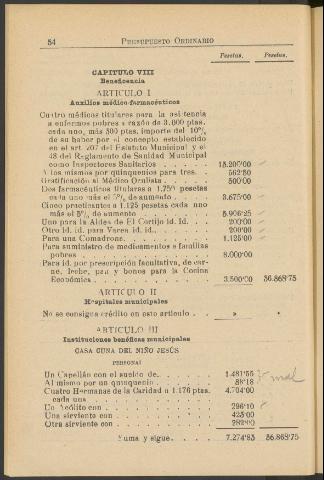 54 PRESUPUESTO ORDINARIO
Pesetas. Pesetas.
CAPITULO VIII
Beneficencia
ARTICULO I
Auxilios médico-farmacéuticos
Cuatro médicos titulares para la asistencia
a enfermos pobres a razón de 3.000 ptas.
cada uno, más 500 ptas. importe del 10%
de su haber por el concepto establecido
en el art. 207 del Estatuto Municipal y el
48 del Reglamento de Sanidad Municipal
como Inspectores Sanitarios . . . 15.200'00
A los mismos por quinquenios para tres. 562'50
Gratificación al Médico Oculista . . . 500'00
Dos farmacéuticos titulares a 1.750 pesetas
cada uno más el 5% de aumento . . 3.675'00
Cinco practicantes a 1.125 pesetas cada uno
más el 5% de aumento . . . 5.906'25
Uno para la Aldea de El Cortijo id. id. . . 200'00
Otro id. id. para Varea id. id. . . 200'00
Para una Comadrona . . . 1.125'00
Para suministro de medicamentos a familias
pobres . . . 8.000'00
Para id. por prescripción facultativa, de car-
ne, leche, pan y bonos para la Cocina
Económica . . . 3.500'00 36.868'75
ARTICULO II
Hospitales municipales
No se consigna crédito en esto artículo . . » »
ARTICULO III
Instituciones benéficas municipales
CASA CUNA DEL NIÑO JESÚS
PERSONAL
Un Capellán con el sueldo de . . . 1.481'55
Al mismo por un quinquenio . . . 88'18 mal
Cuatro Hermanas de la Caridad a 1.176 ptas.
cada una . . . 4.704'00
Un Médico con . . . 296'10
Una sirvienta con . . . 423'00
Otra sirvienta con . . . 282'00
Suma y sigue . . 7.274'83 36.868'75